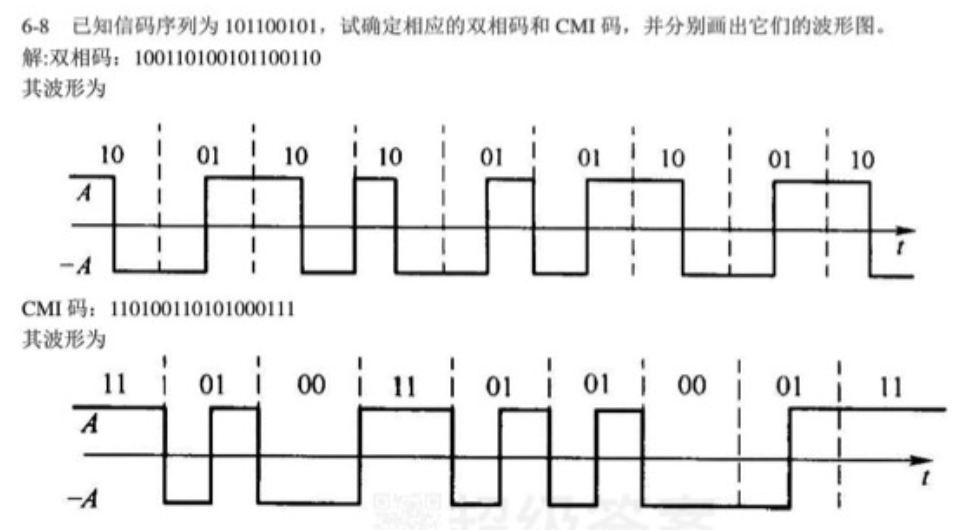 6-8 已知信码序列为 101100101，试确定相应的双相码和 CMI 码，并分别画出它们的波形图。
解:双相码：100110100101100110
其波形为
10 01 10 10 01 01 10 01 10
A
t
-A
CMI 码：110100110101000111
其波形为
11 01 00 11 01 01 00 01 11
A
t
-A